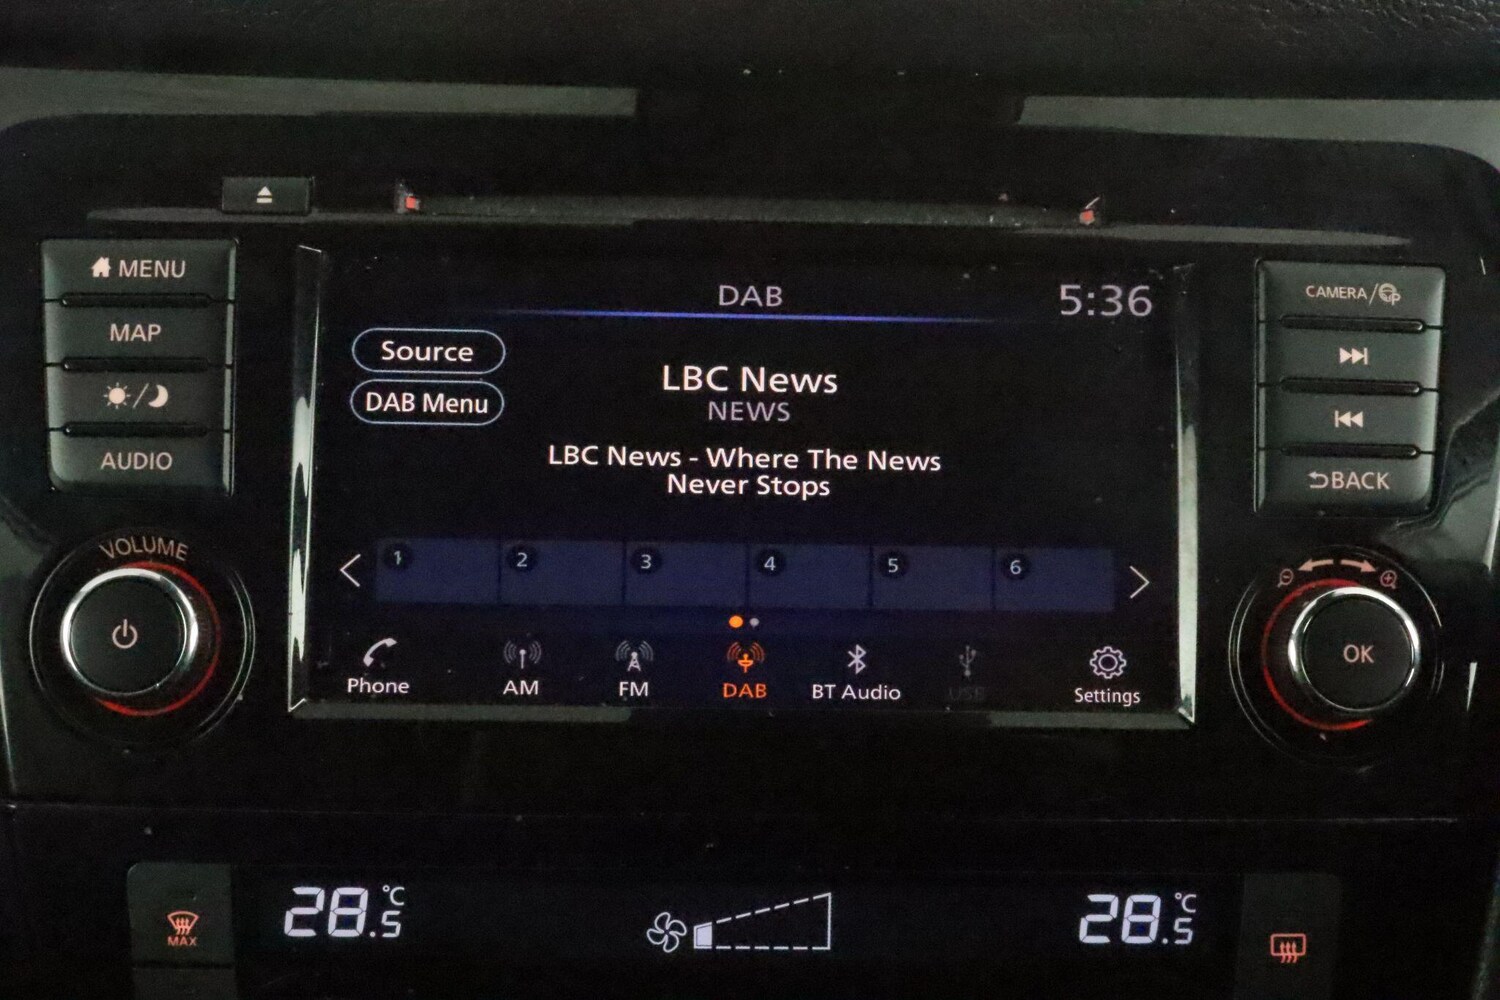 MENU
MAP
AUDIO
VOLUME
DAB
5:36
Source
DAB Menu
LBC News
NEWS
LBC News - Where The News
Never Stops
1 2 3 4 5 6
Phone
AM
FM
DAB
BT Audio
USB
Settings
CAMERA/
BACK
OK
MAX
28.5°C
28.5°C